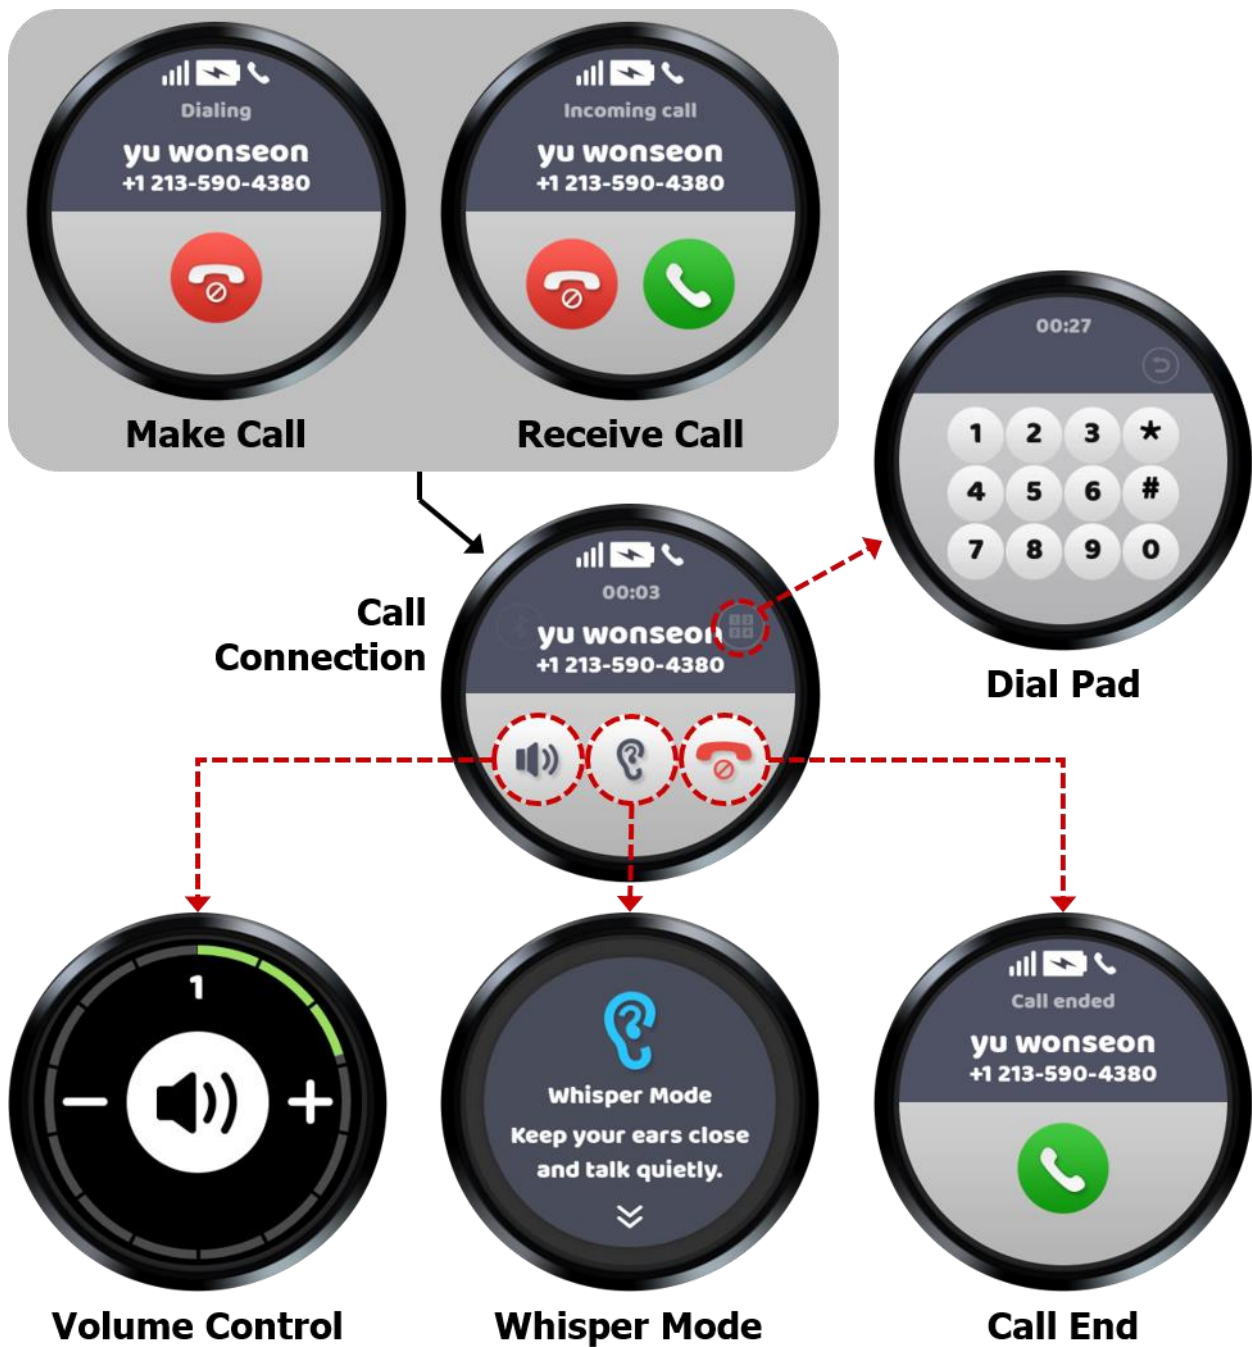 Dialing
yu wonseon
+1 213-590-4380
Make Call
Incoming call
yu wonseon
+1 213-590-4380
Receive Call
00:27
1 2 3 *
4 5 6 #
7 8 9 0
Dial Pad
Call
Connection
00:03
yu wonseon
+1 213-590-4380
1
Volume Control
Whisper Mode
Keep your ears close
and talk quietly.
Whisper Mode
Call ended
yu wonseon
+1 213-590-4380
Call End